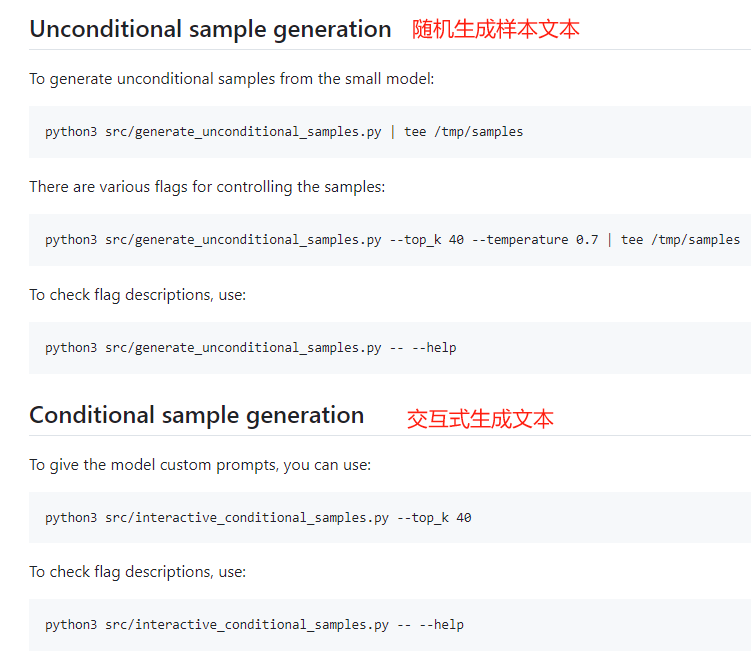 Unconditional sample generation 随机生成样本文本
To generate unconditional samples from the small model:
python3 src/generate_unconditional_samples.py | tee /tmp/samples
There are various flags for controlling the samples:
python3 src/generate_unconditional_samples.py --top_k 40 --temperature 0.7 | tee /tmp/samples
To check flag descriptions, use:
python3 src/generate_unconditional_samples.py -- --help
Conditional sample generation 交互式生成文本
To give the model custom prompts, you can use:
python3 src/interactive_conditional_samples.py --top_k 40
To check flag descriptions, use:
python3 src/interactive_conditional_samples.py -- --help